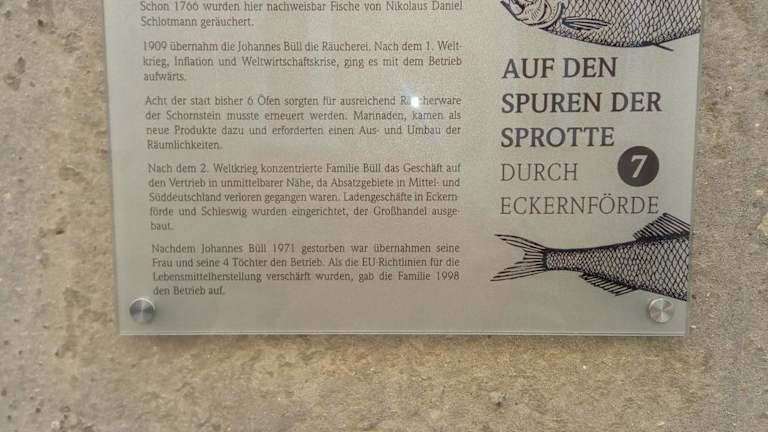 Schon 1766 wurden hier nachweisbar Fische von Nikolaus Daniel
Schlotmann geräuchert.
1909 übernahm die Johannes Büll die Räucherei. Nach dem 1. Welt-
krieg, Inflation und Weltwirtschaftskrise, ging es mit dem Betrieb
aufwärts.
Acht der statt bisher 6 Öfen sorgten für ausreichend Räucherware
der Schornstein musste erneuert werden. Marinaden, kamen als
neue Produkte dazu und erforderten einen Aus- und Umbau der
Räumlichkeiten.
Nach dem 2. Weltkrieg konzentrierte Familie Büll das Geschäft auf
den Vertrieb in unmittelbarer Nähe, da Absatzgebiete in Mittel- und
Süddeutschland verloren gegangen waren. Ladengeschäfte in Eckern-
förde und Schleswig wurden eingerichtet, der Großhandel ausge-
baut.
Nachdem Johannes Büll 1971 gestorben war übernahmen seine
Frau und seine 4 Töchter den Betrieb. Als die EU-Richtlinien für die
Lebensmittelherstellung verschärft wurden, gab die Familie 1998
den Betrieb auf.
AUF DEN
SPUREN DER
SPROTTE
DURCH 7
ECKERNFÖRDE